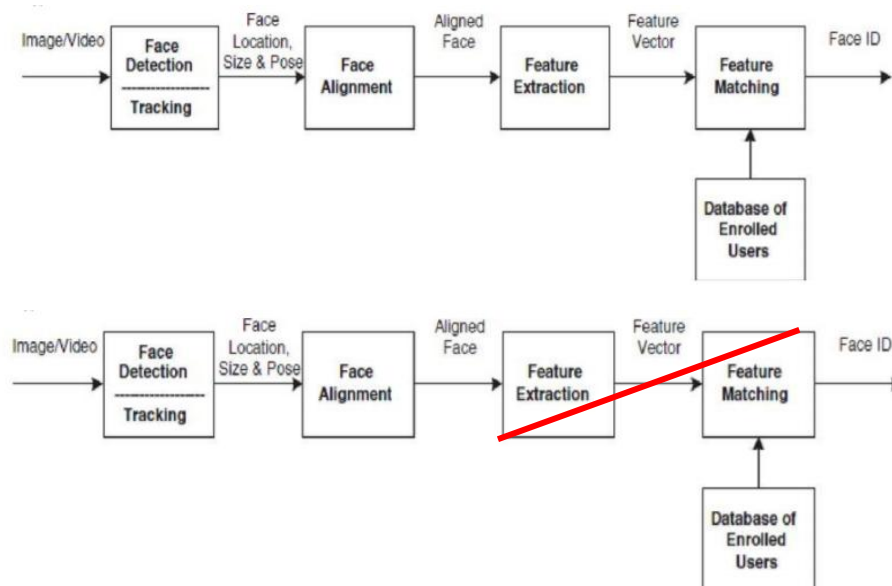 Image/Video
Face
Detection
Tracking
Face
Location,
Size & Pose
Face
Alignment
Aligned
Face
Feature
Extraction
Feature
Vector
Feature
Matching
Face ID
Database of
Enrolled
Users
Image/Video
Face
Detection
Tracking
Face
Location,
Size & Pose
Face
Alignment
Aligned
Face
Feature
Extraction
Feature
Vector
Feature
Matching
Face ID
Database of
Enrolled
Users